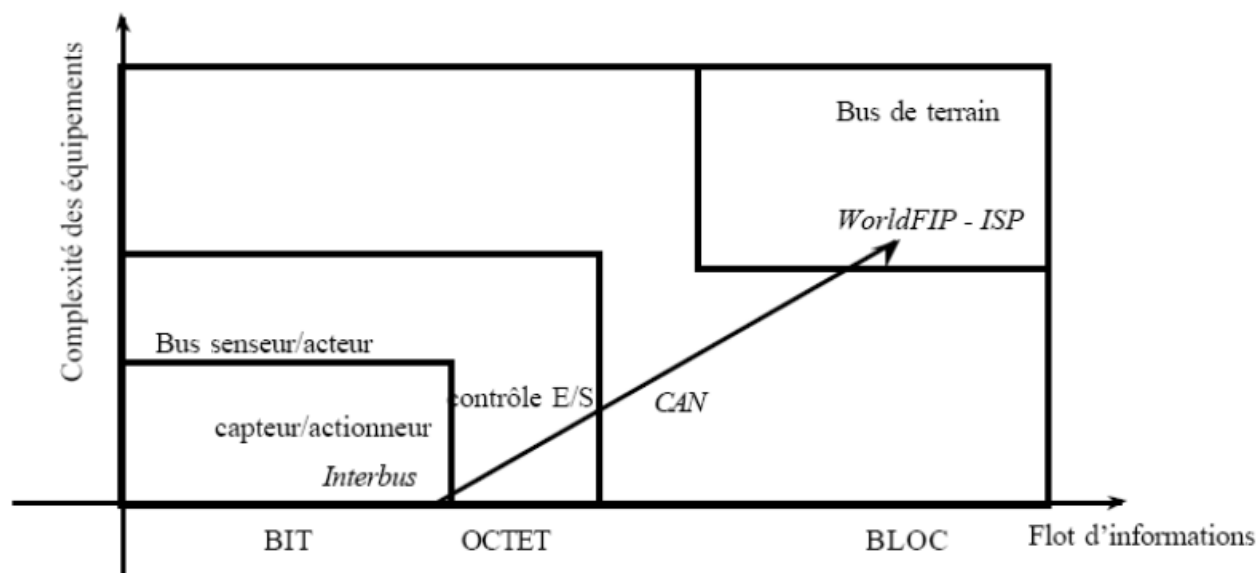 Complexité des équipements
Bus de terrain
WorldFIP - ISP
Bus senseur/acteur
contrôle E/S
CAN
capteur/actionneur
Interbus
BIT
OCTET
BLOC
Flot d'informations